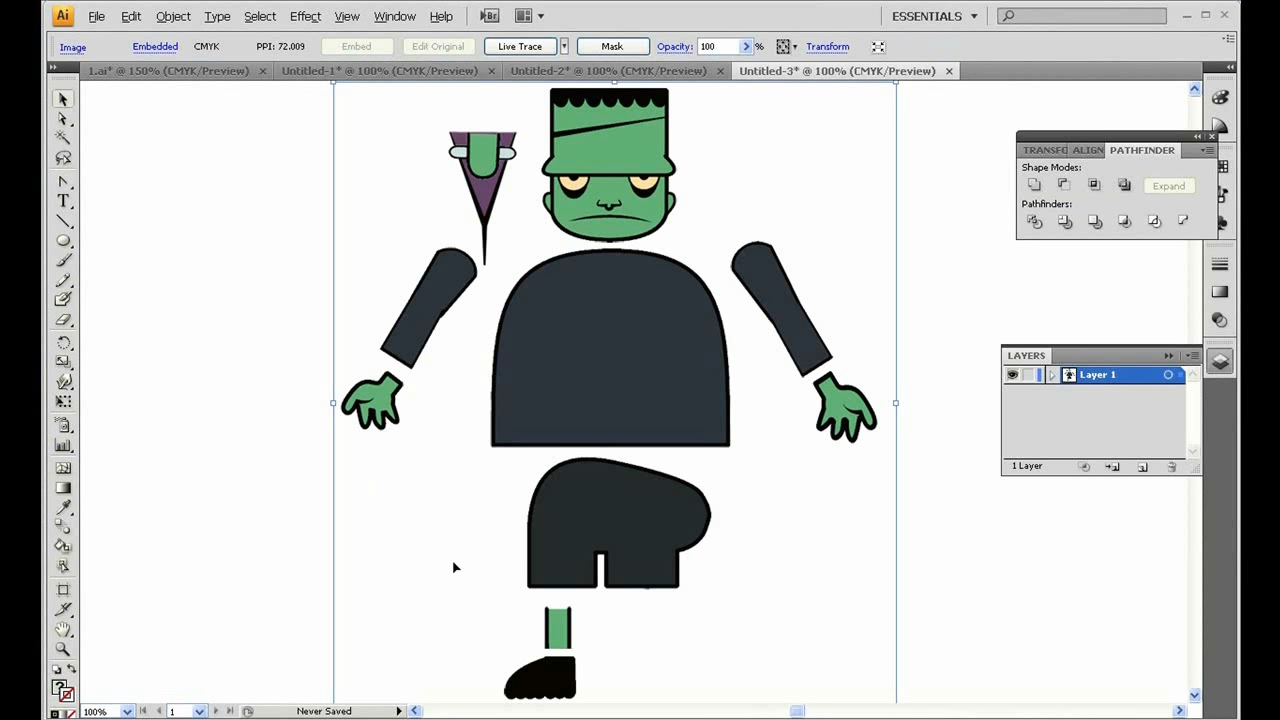 Ai File Edit Object Type Select Effect View Window Help Br ESSENTIALS
Image Embedded CMYK PPI: 72.009 Embed Edit Original Live Trace Mask Opacity: 100 % Transform
1.ai* @ 150% (CMYK/Preview) Untitled-1* @ 100% (CMYK/Preview) Untitled-2* @ 100% (CMYK/Preview) Untitled-3* @ 100% (CMYK/Preview)
TRANSFC ALIGN PATHFINDER
Shape Modes:
Expand
Pathfinders:
LAYERS
Layer 1
1 Layer
100% 1 Never Saved